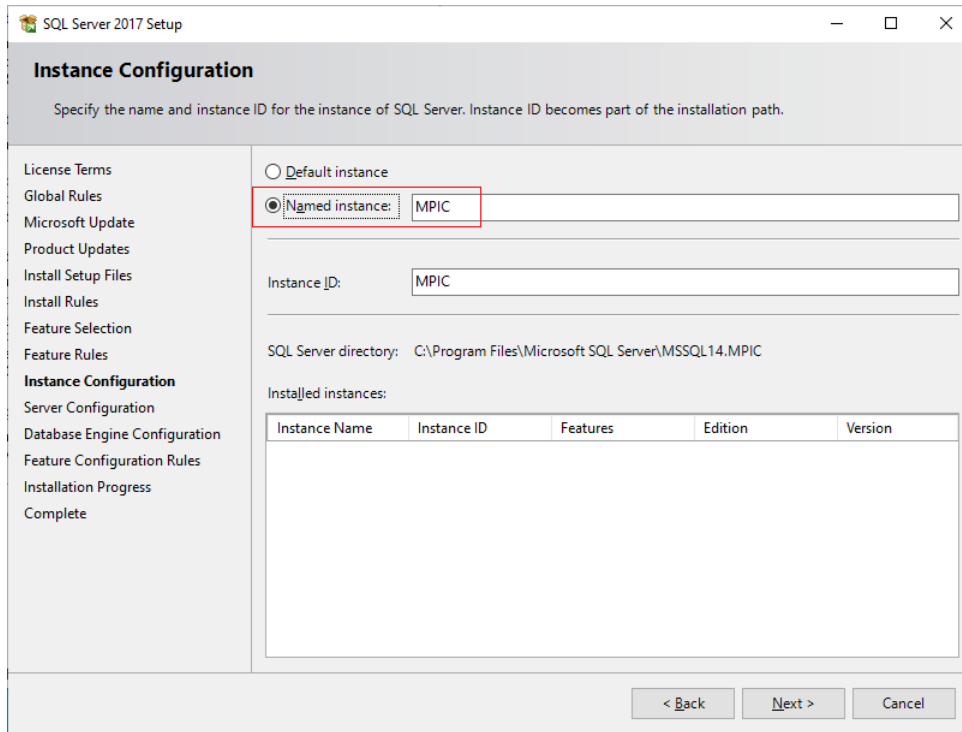 SQL Server 2017 Setup
Instance Configuration
Specify the name and instance ID for the instance of SQL Server. Instance ID becomes part of the installation path.
License Terms
Global Rules
Microsoft Update
Product Updates
Install Setup Files
Install Rules
Feature Selection
Feature Rules
Instance Configuration
Server Configuration
Database Engine Configuration
Feature Configuration Rules
Installation Progress
Complete
Default instance
Named instance: MPIC
Instance ID: MPIC
SQL Server directory: C:\Program Files\Microsoft SQL Server\MSSQL14.MPIC
Installed instances:
Instance Name Instance ID Features Edition Version
< Back Next > Cancel